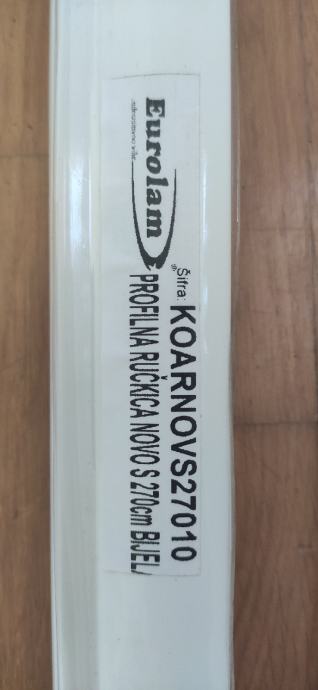 Eurolam
®
Šifra: KOARNOVS27010
PROFILNA RUČKICA NOVO S 270cm BIJEL